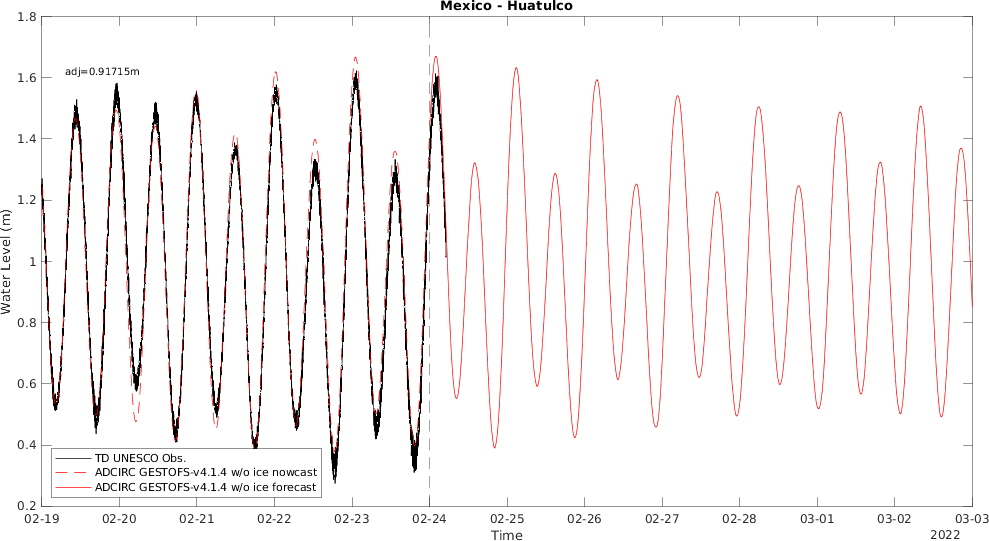 Mexico - Huatulco
1.8
1.6
1.4
1.2
1
0.8
0.6
0.4
0.2
Water Level (m)
adj=0.91715m
TD UNESCO Obs.
ADCIRC GESTOFS-v4.1.4 w/o ice nowcast
ADCIRC GESTOFS-v4.1.4 w/o ice forecast
02-19 02-20 02-21 02-22 02-23 02-24 02-25 02-26 02-27 02-28 03-01 03-02 03-03
Time
2022